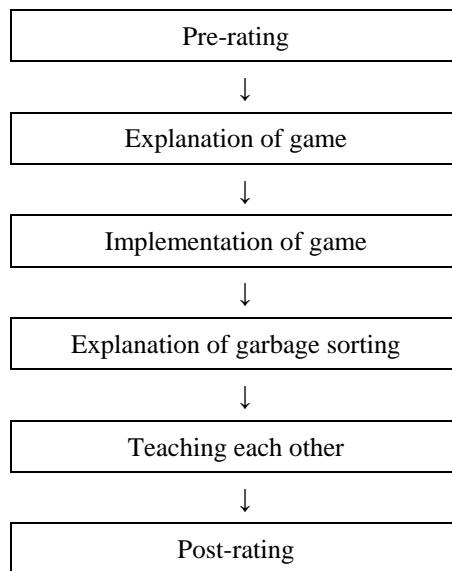 Pre-rating
↓
Explanation of game
↓
Implementation of game
↓
Explanation of garbage sorting
↓
Teaching each other
↓
Post-rating